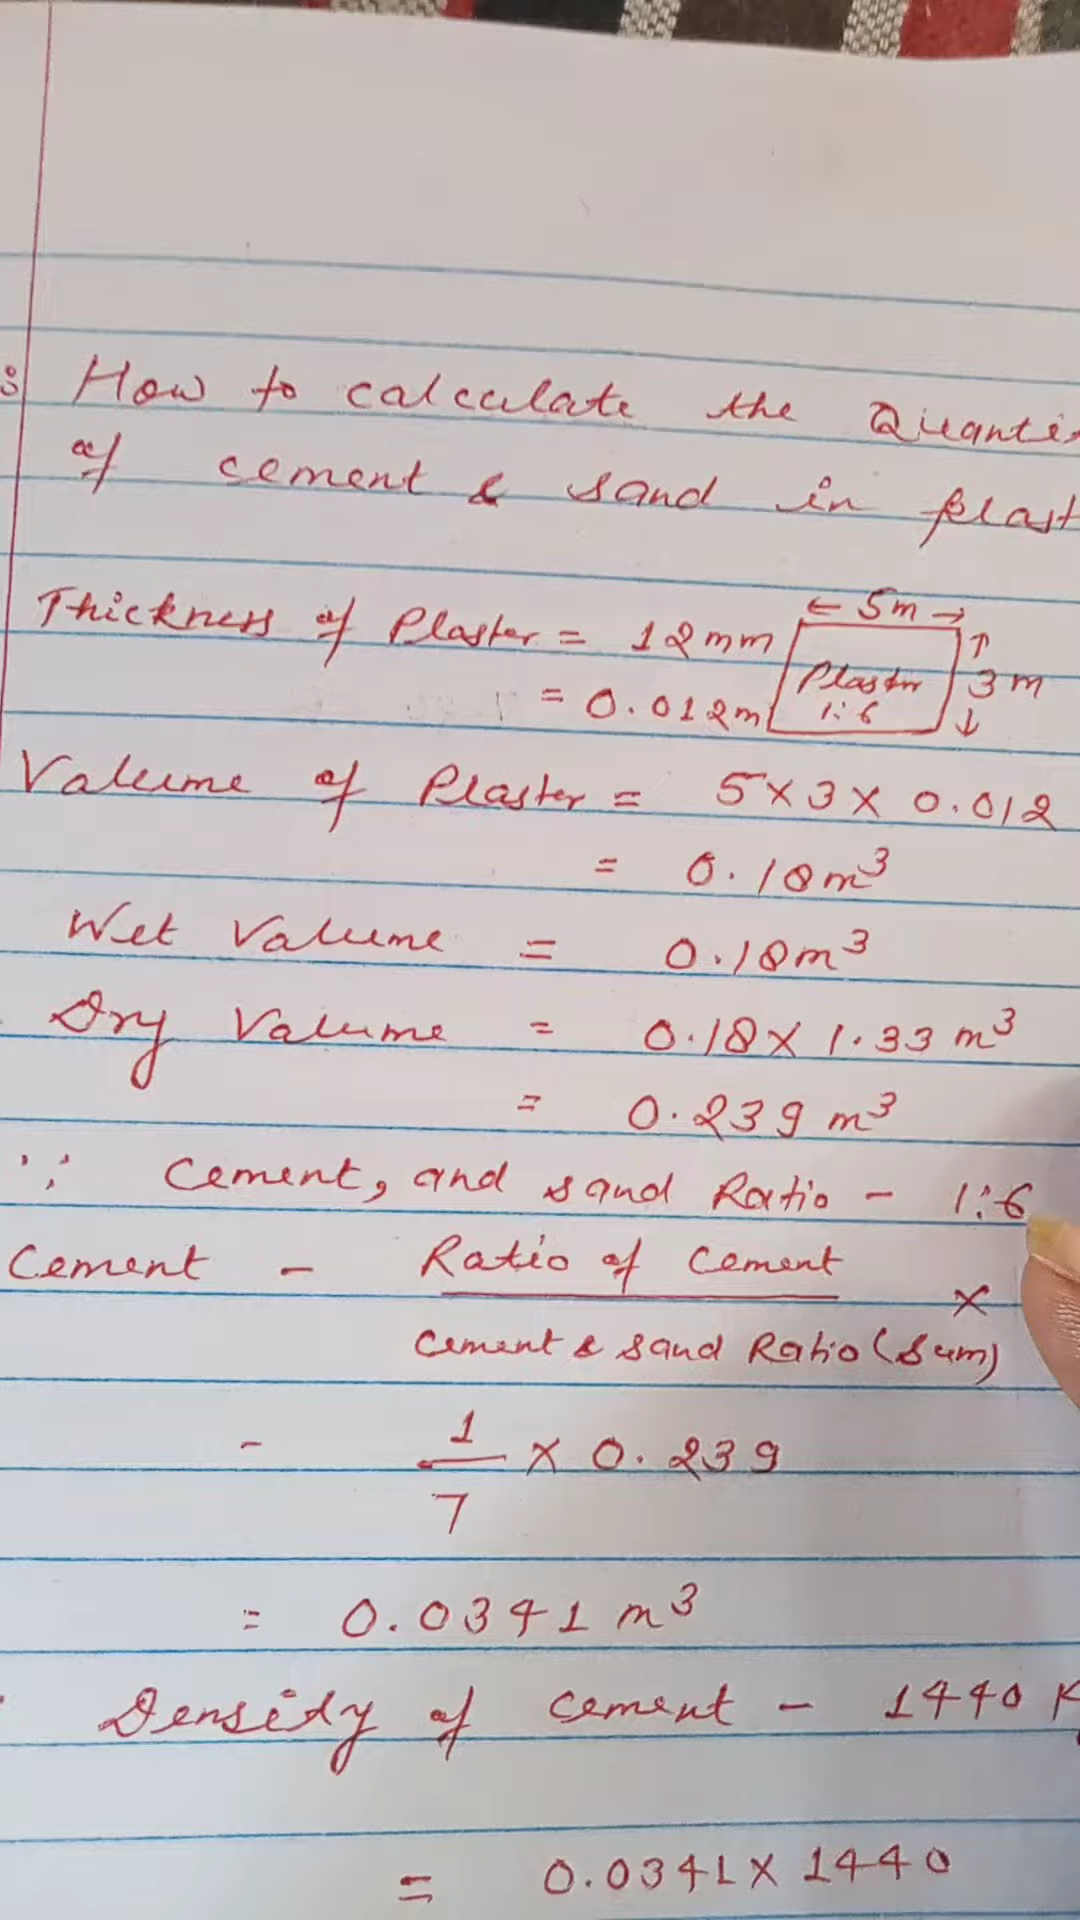 How to calculate the Quanti
of cement & sand in plast
Thickness of Plaster = 12mm
= 0.012m
← 5m →
Plaster
1:6
↑
3 m
↓
Volume of Plaster = 5×3×0.012
= 0.18m³
Wet Volume = 0.18m³
Dry Volume = 0.18×1.33 m³
= 0.239 m³
∵ Cement, and sand Ratio - 1:6
Cement - Ratio of Cement ×
Cement & sand Ratio (Sum)
- 1/7 × 0.239
= 0.0341 m³
Density of cement - 1440 K
= 0.0341×1440